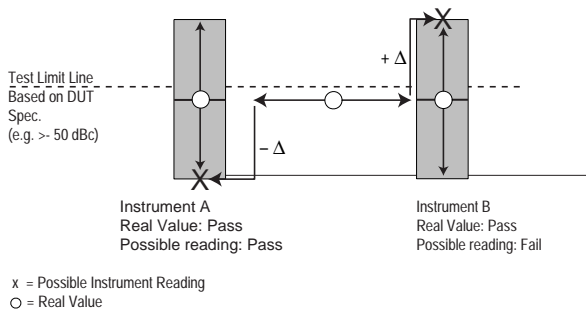 + Δ
Test Limit Line
Based on DUT
Spec.
(e.g. >- 50 dBc)
– Δ
Instrument A
Real Value: Pass
Possible reading: Pass
Instrument B
Real Value: Pass
Possible reading: Fail
x = Possible Instrument Reading
= Real Value